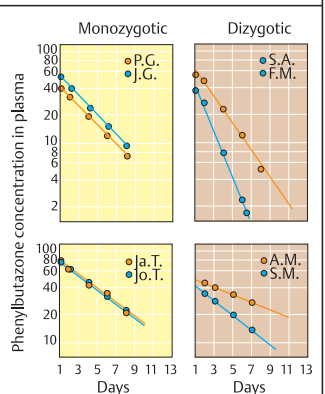 Monozygotic
Dizygotic
Phenylbutazone concentration in plasma
100
80
60
40
20
10
8
6
4
2
P.G.
J.G.
S.A.
F.M.
100
80
60
40
20
10
Ja.T.
Jo.T.
A.M.
S.M.
1 3 5 7 9 11 13
1 3 5 7 9 11 13
Days
Days